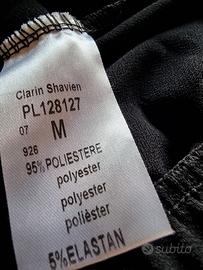 Clarin Shavien
PL128127
07 M
926
95% POLIESTERE
polyester
polyester
polièster
5% ELASTAN
subito